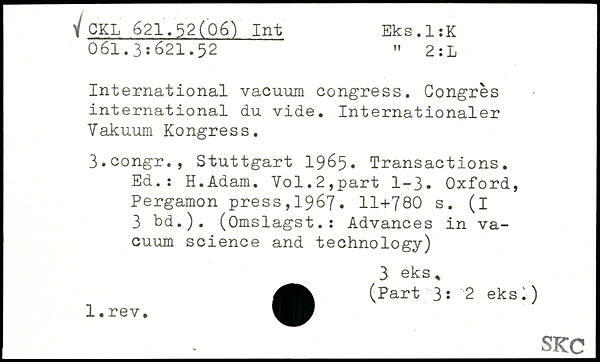 √ CKL 621.52(06) Int Eks.1:K
061.3:621.52 " 2:L
International vacuum congress. Congrès
international du vide. Internationaler
Vakuum Kongress.
3.congr., Stuttgart 1965. Transactions.
Ed.: H.Adam. Vol.2,part 1-3. Oxford,
Pergamon press,1967. 11+780 s. (I
3 bd.). (Omslagst.: Advances in va-
cuum science and technology)
3 eks.
(Part 3: 2 eks.)
1.rev.
SKC